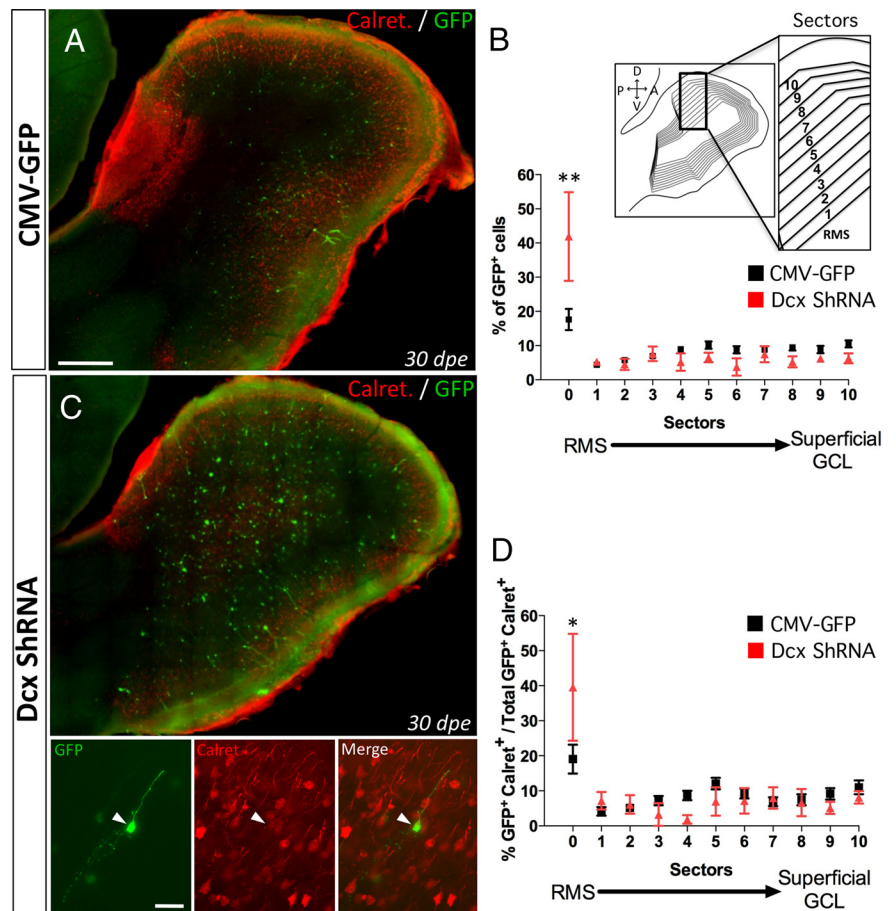 A
Calret. / GFP
CMV-GFP
30 dpe
B
Sectors
D
P A
V
10
9
8
7
6
5
4
3
2
1
RMS
**
% of GFP+ cells
60
50
40
30
20
10
0
CMV-GFP
Dcx ShRNA
0 1 2 3 4 5 6 7 8 9 10
Sectors
RMS Superficial
GCL
C
Calret. / GFP
Dcx ShRNA
30 dpe
GFP
Calret
Merge
D
*
% GFP+ Calret+ / Total GFP+ Calret+
60
50
40
30
20
10
0
CMV-GFP
Dcx ShRNA
0 1 2 3 4 5 6 7 8 9 10
Sectors
RMS Superficial
GCL